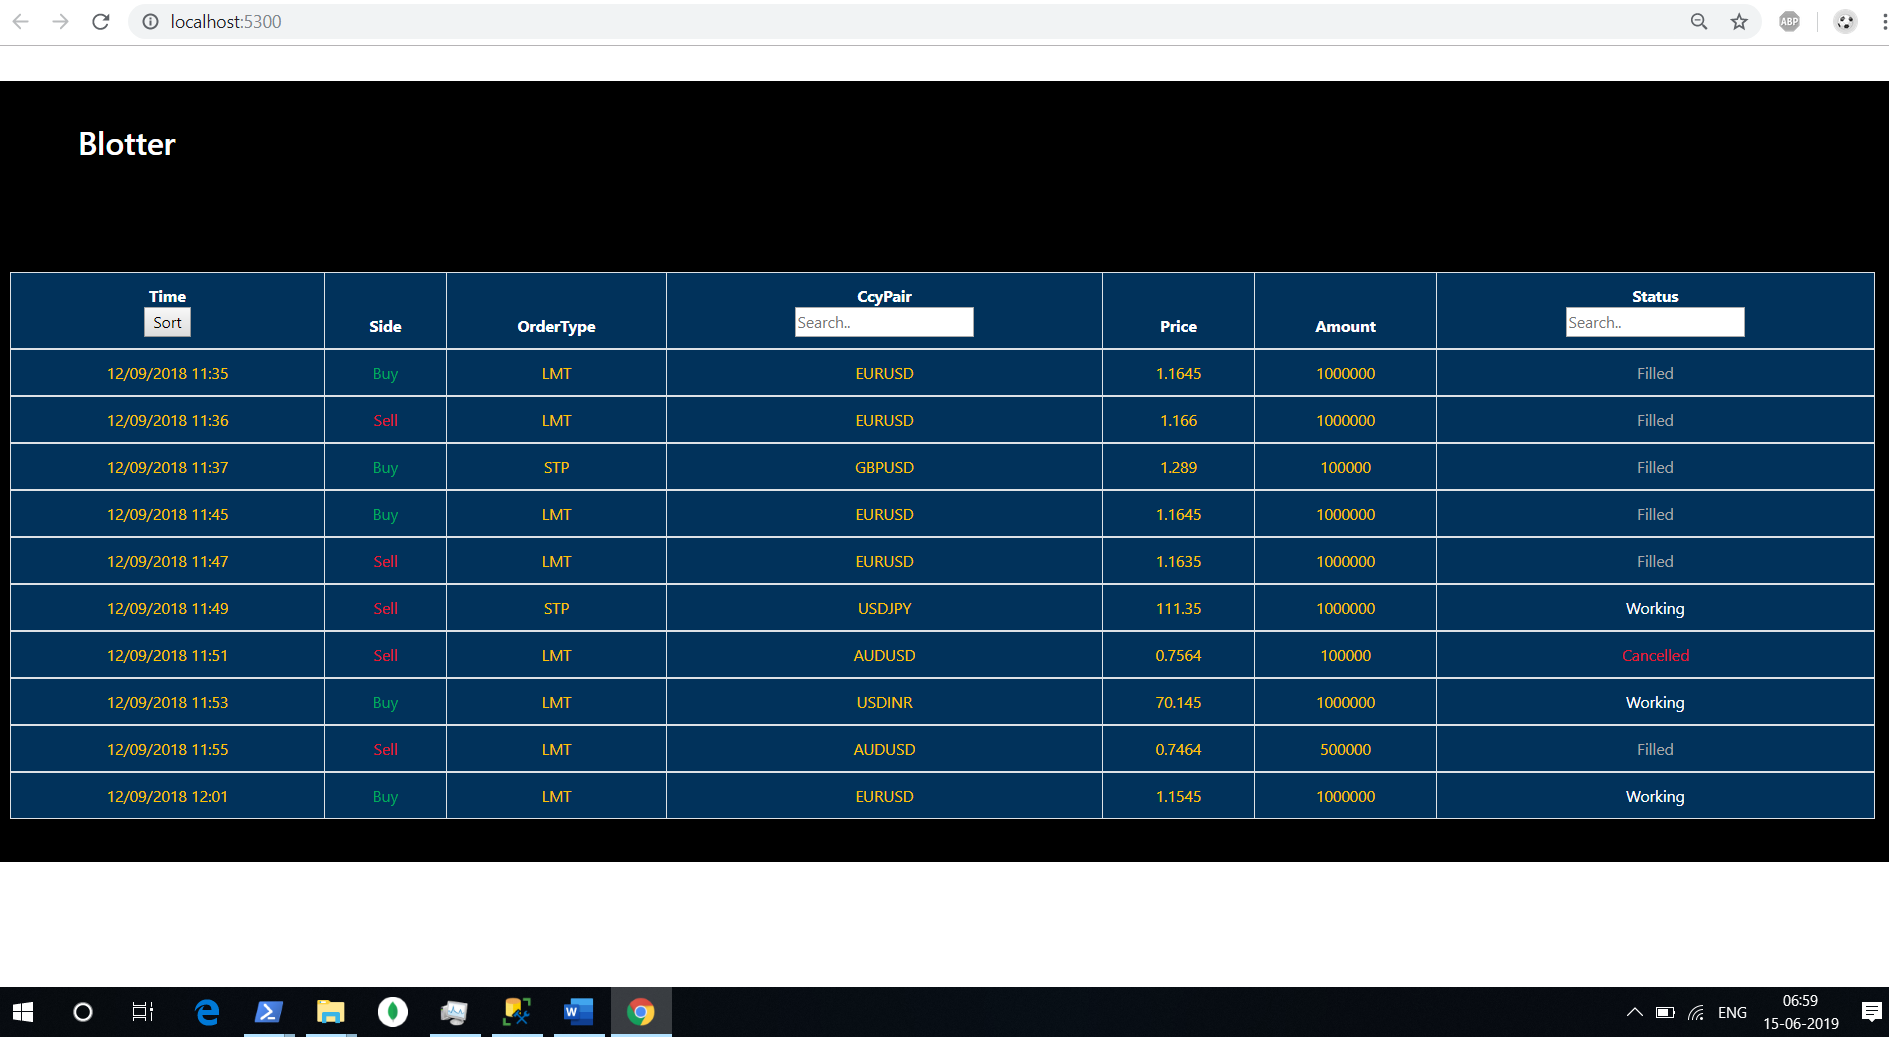 localhost:5300
ABP
Blotter
Time Side OrderType CcyPair Price Amount Status
Sort Search.. Search..
12/09/2018 11:35 Buy LMT EURUSD 1.1645 1000000 Filled
12/09/2018 11:36 Sell LMT EURUSD 1.166 1000000 Filled
12/09/2018 11:37 Buy STP GBPUSD 1.289 100000 Filled
12/09/2018 11:45 Buy LMT EURUSD 1.1645 1000000 Filled
12/09/2018 11:47 Sell LMT EURUSD 1.1635 1000000 Filled
12/09/2018 11:49 Sell STP USDJPY 111.35 1000000 Working
12/09/2018 11:51 Sell LMT AUDUSD 0.7564 100000 Cancelled
12/09/2018 11:53 Buy LMT USDINR 70.145 1000000 Working
12/09/2018 11:55 Sell LMT AUDUSD 0.7464 500000 Filled
12/09/2018 12:01 Buy LMT EURUSD 1.1545 1000000 Working
ENG
06:59
15-06-2019